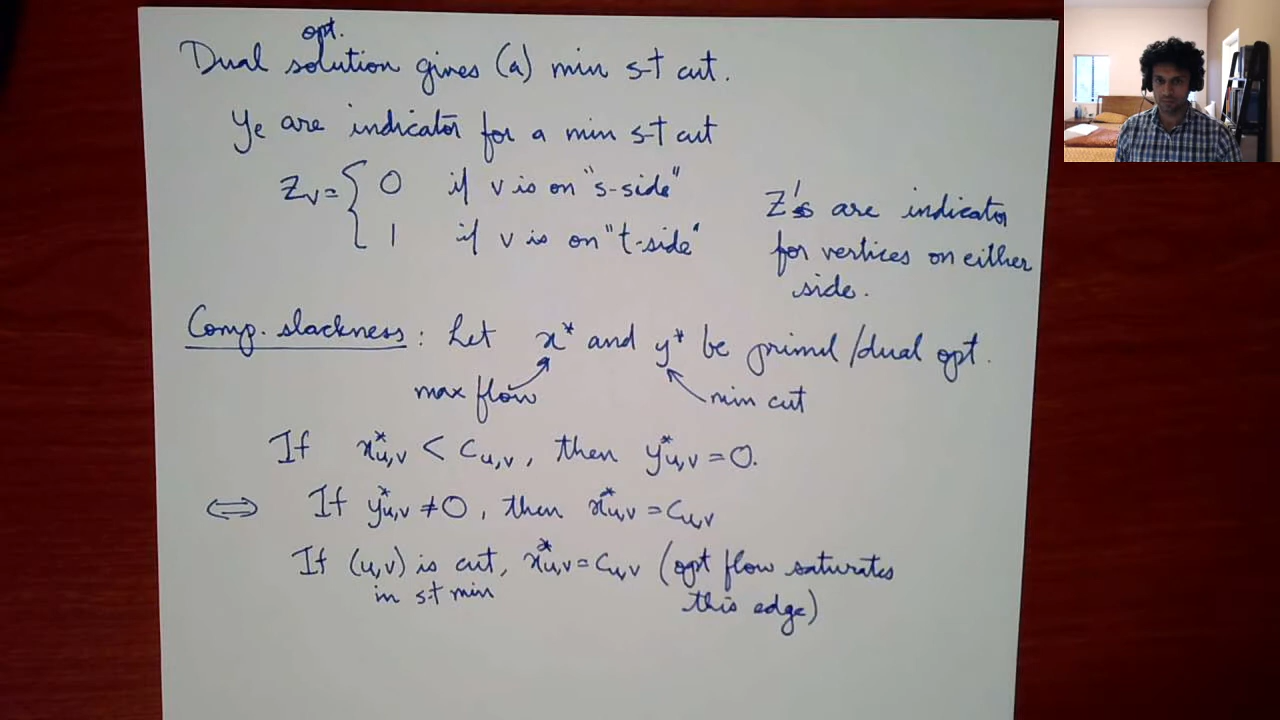 opt.
Dual solution gives (a) min s-t cut.
ye are indicator for a min s-t cut
Zv = { 0 if v is on "s-side"
1 if v is on "t-side"
Z's are indicator
for vertices on either
side.
Comp. slackness: Let x* and y* be primal/dual opt.
max flow
min cut
If x*u,v < Cu,v, then y*u,v = 0.
⟺ If y*u,v ≠ 0, then x*u,v = Cu,v
If (u,v) is cut, x*u,v = Cu,v (opt flow saturates
in s-t min
this edge)